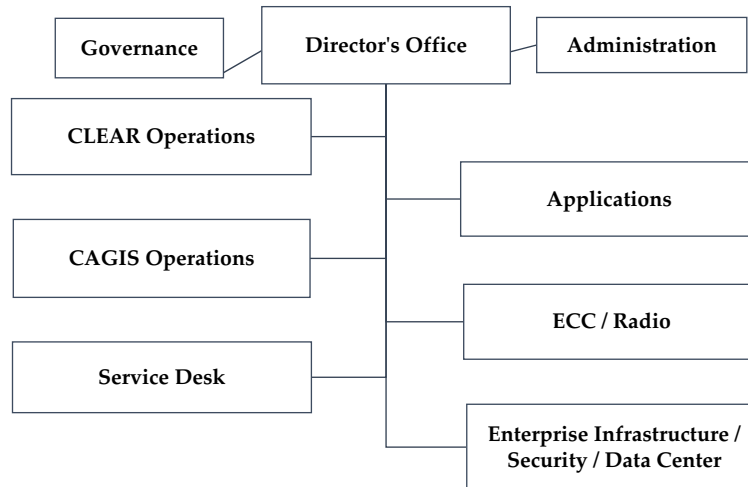 Governance
Director's Office
Administration
CLEAR Operations
Applications
CAGIS Operations
ECC / Radio
Service Desk
Enterprise Infrastructure /
Security / Data Center